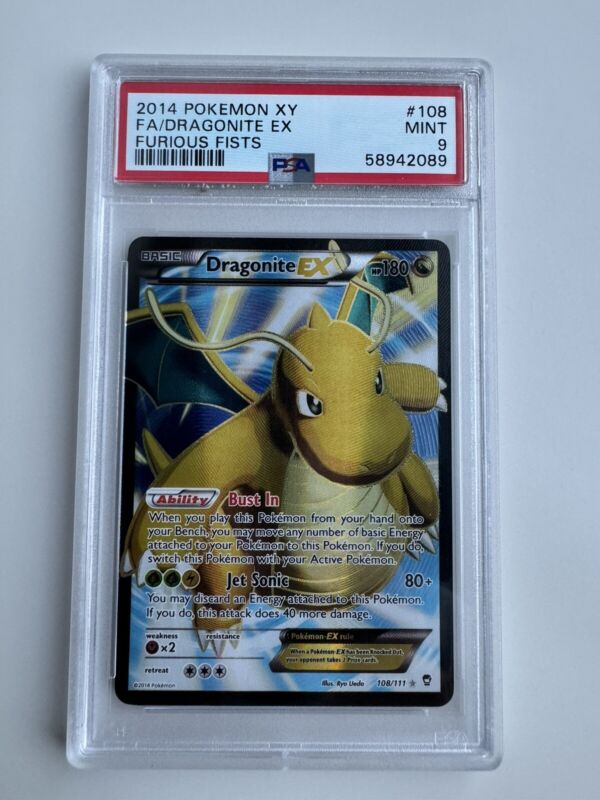 2014 POKEMON XY #108
FA/DRAGONITE EX MINT
FURIOUS FISTS 9
PSA 58942089
BASIC Dragonite EX HP180
Ability Bust In
When you play this Pokémon from your hand onto
your Bench, you may move any number of basic Energy
attached to your Pokémon to this Pokémon. If you do,
switch this Pokémon with your Active Pokémon.
Jet Sonic 80+
You may discard an Energy attached to this Pokémon.
If you do, this attack does 40 more damage.
weakness resistance
×2
Pokémon-EX rule
When a Pokémon-EX has been Knocked Out,
your opponent takes 2 Prize cards.
retreat
©2014 Pokémon Illus. Ryo Ueda 108/111